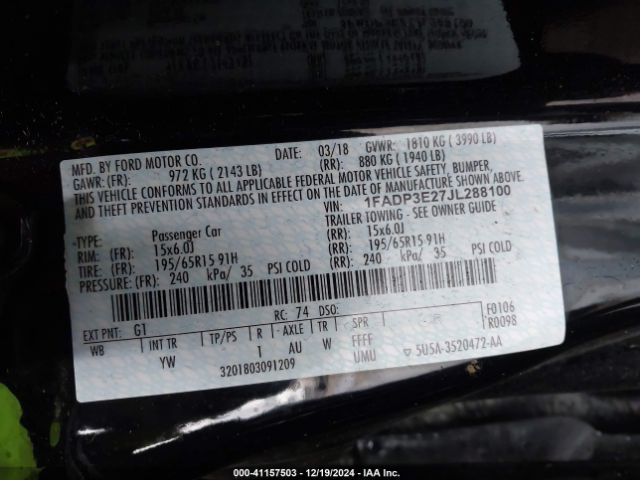 MFD. BY FORD MOTOR CO.
DATE: 03/18 GVWR: 1810 KG ( 3990 LB)
GAWR: (FR) 972 KG ( 2143 LB) (RR): 880 KG ( 1940 LB)
THIS VEHICLE CONFORMS TO ALL APPLICABLE FEDERAL MOTOR VEHICLE SAFETY, BUMPER,
AND THEFT PREVENTION STANDARDS IN EFFECT ON THE DATE OF MANUFACTURE SHOWN ABOVE.
VIN: 1FADP3E27JL288100
TYPE: Passenger Car TRAILER TOWING - SEE OWNER GUIDE
RIM: (FR): 15x6.0J (RR): 15x6.0J
TIRE: (FR): 195/65R15 91H (RR): 195/65R15 91H
PRESSURE: (FR) 240 kPa/ 35 PSI COLD (RR): 240 kPa/ 35 PSI COLD
EXT PNT: G1 RC: 74 DSO: F0106
WB INT TR TP/PS R AXLE TR SPR R0098
YW T AU W FFFF
UMU
3201803091209 5U5A-3520472-AA
000-41157503 - 12/19/2024 - IAA Inc.